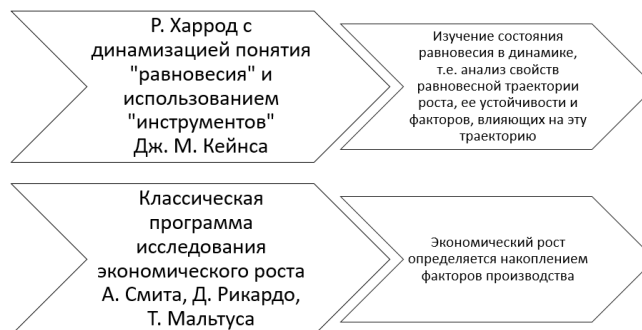 Р. Харрод с
динамизацией понятия
"равновесия" и
использованием
"инструментов"
Дж. М. Кейнса
Изучение состояния
равновесия в динамике,
т.е. анализ свойств
равновесной траектории
роста, ее устойчивости и
факторов, влияющих на эту
траекторию
Классическая
программа
исследования
экономического роста
А. Смита, Д. Рикардо,
Т. Мальтуса
Экономический рост
определяется накоплением
факторов производства